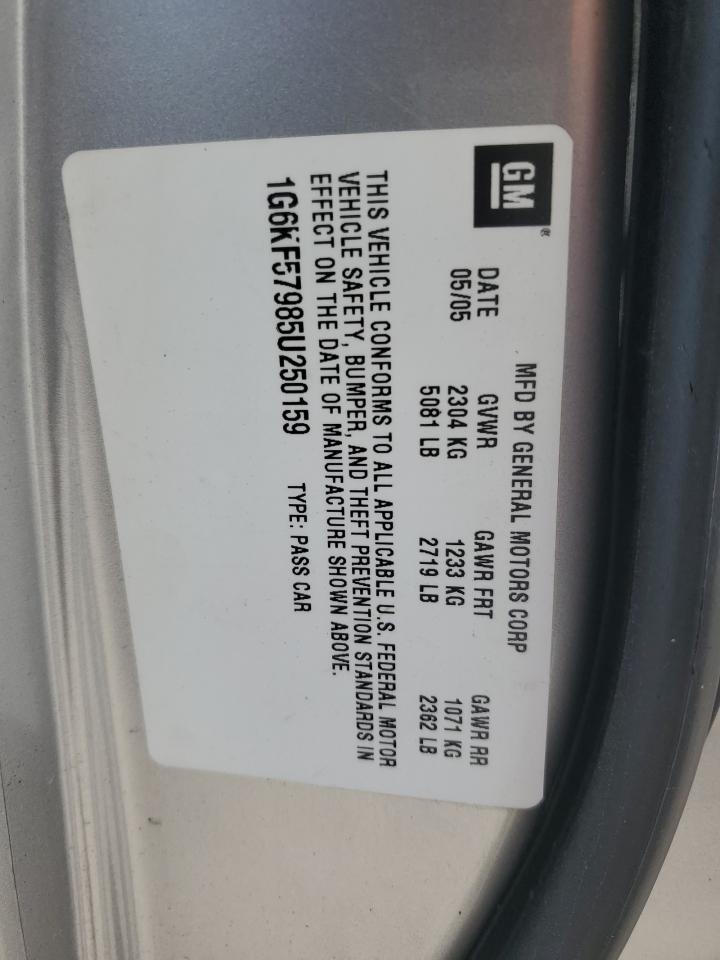 GM®
MFD BY GENERAL MOTORS CORP
DATE GVWR GAWR FRT GAWR RR
05/05 2304 KG 1233 KG 1071 KG
5081 LB 2719 LB 2362 LB
THIS VEHICLE CONFORMS TO ALL APPLICABLE U.S. FEDERAL MOTOR
VEHICLE SAFETY, BUMPER, AND THEFT PREVENTION STANDARDS IN
EFFECT ON THE DATE OF MANUFACTURE SHOWN ABOVE.
1G6KF57985U250159 TYPE: PASS CAR